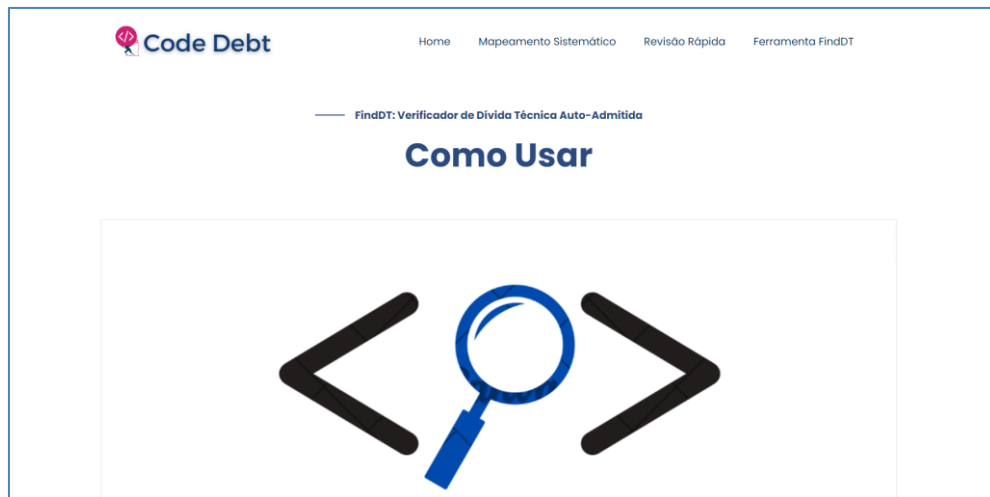 Code Debt
Home Mapeamento Sistemático Revisão Rápida Ferramenta FindDT
FindDT: Verificador de Dívida Técnica Auto-Admitida
Como Usar